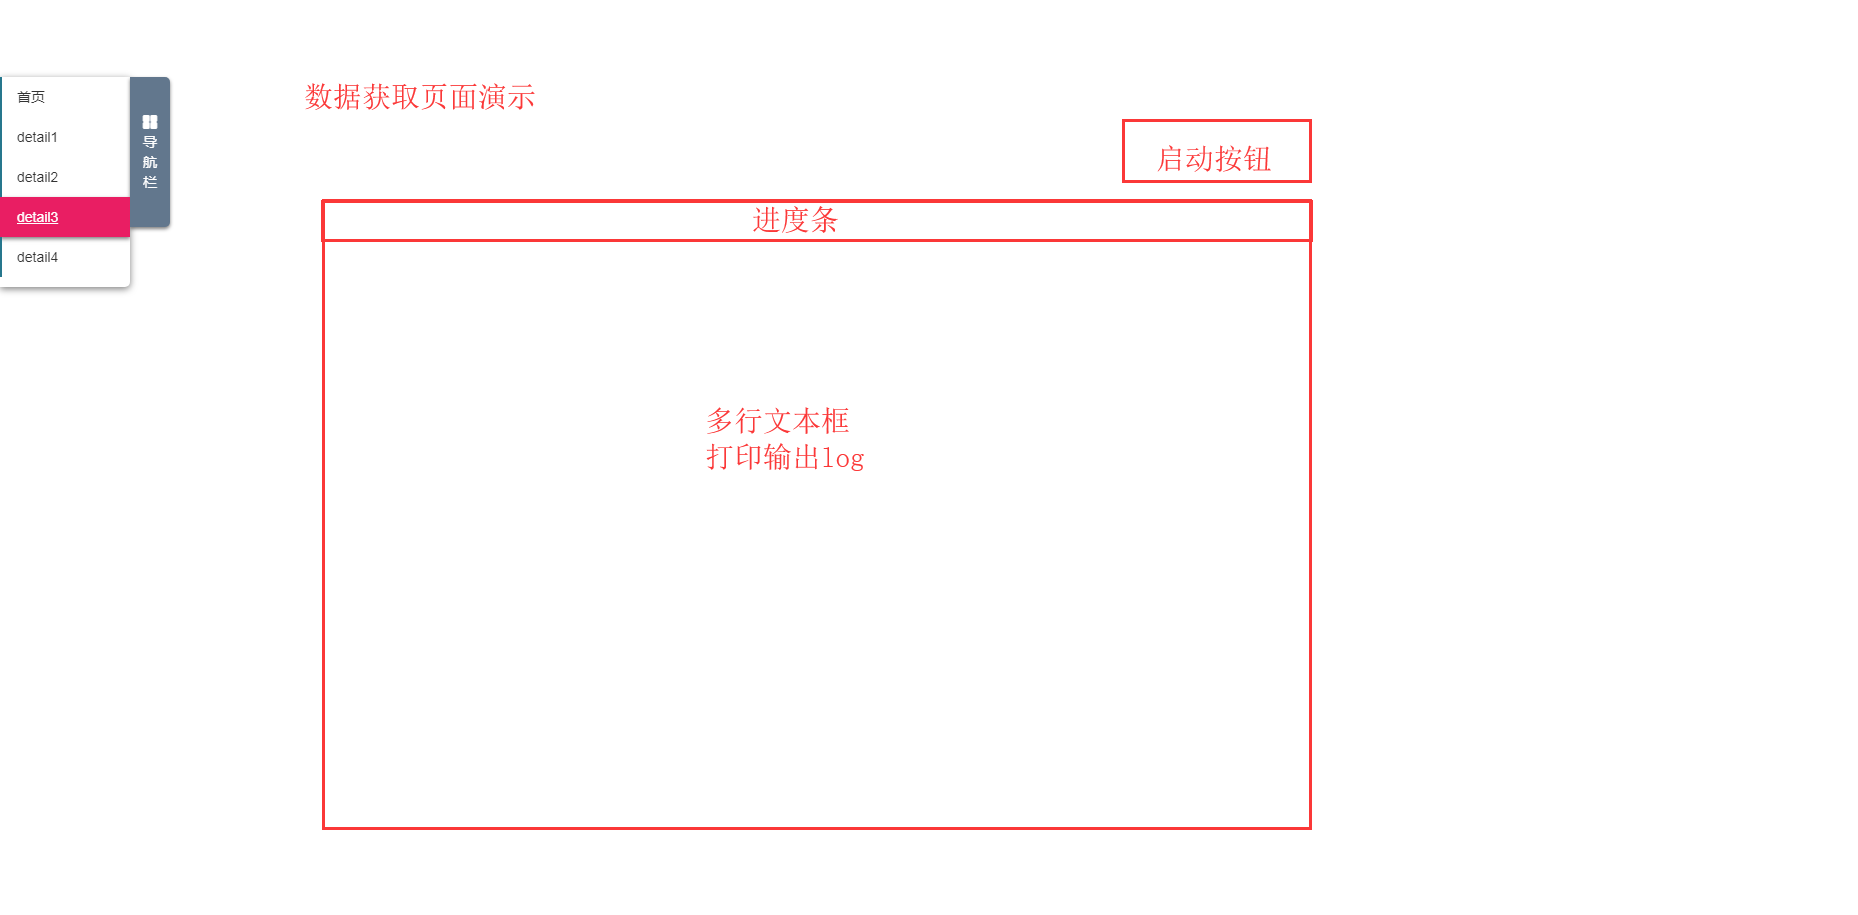 首页
detail1
detail2
detail3
detail4
导
航
栏
数据获取页面演示
启动按钮
进度条
多行文本框
打印输出log